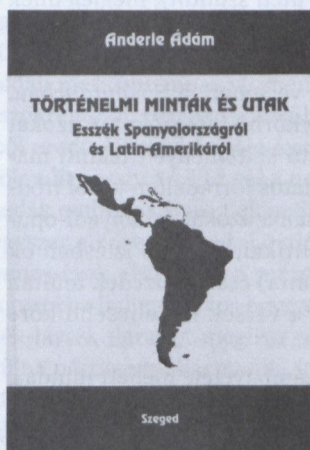 Anderle Ádám
TÖRTÉNELMI MINTÁK ÉS UTAK
Esszék Spanyolországról
és Latin-Amerikáról
Szeged